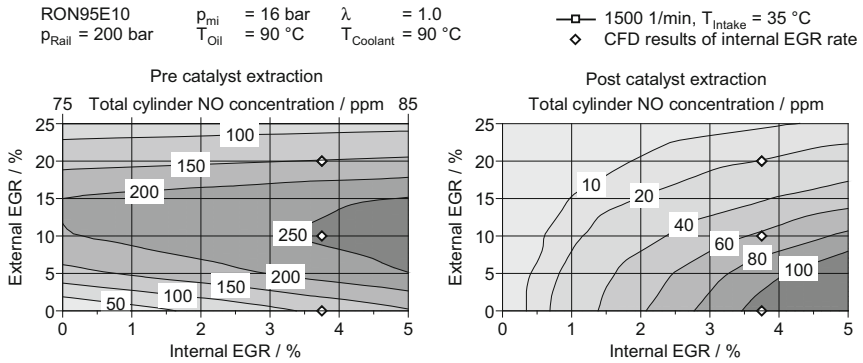 RON95E10 p_mi = 16 bar λ = 1.0
p_Rail = 200 bar T_Oil = 90 °C T_Coolant = 90 °C
1500 1/min, T_Intake = 35 °C
CFD results of internal EGR rate
Pre catalyst extraction
75 Total cylinder NO concentration / ppm 85
External EGR / %
25
20
15
10
5
0
100
150
200
250
200
150
100
50
0 1 2 3 4 5
Internal EGR / %
Post catalyst extraction
Total cylinder NO concentration / ppm
External EGR / %
25
20
15
10
5
0
10
20
40
60
80
100
0 1 2 3 4 5
Internal EGR / %